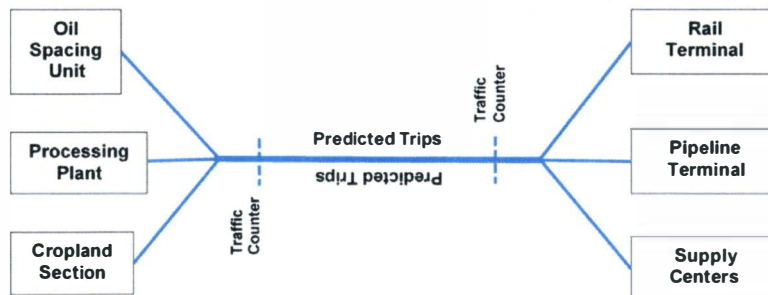 Oil
Spacing
Unit
Rail
Terminal
Traffic
Counter
Predicted Trips
Processing
Plant
Pipeline
Terminal
Predicted Trips
Traffic
Counter
Cropland
Section
Supply
Centers